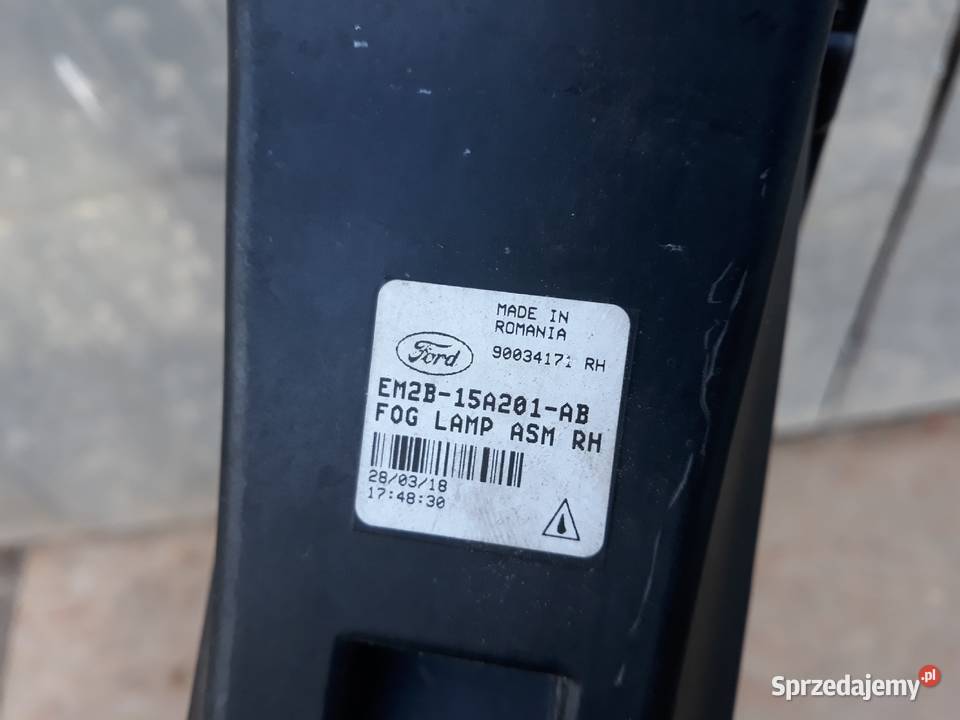 MADE IN
ROMANIA
Ford
90034171 RH
EM2B-15A201-AB
FOG LAMP ASM RH
28/03/18
17:48:30
Sprzedajemy.pl